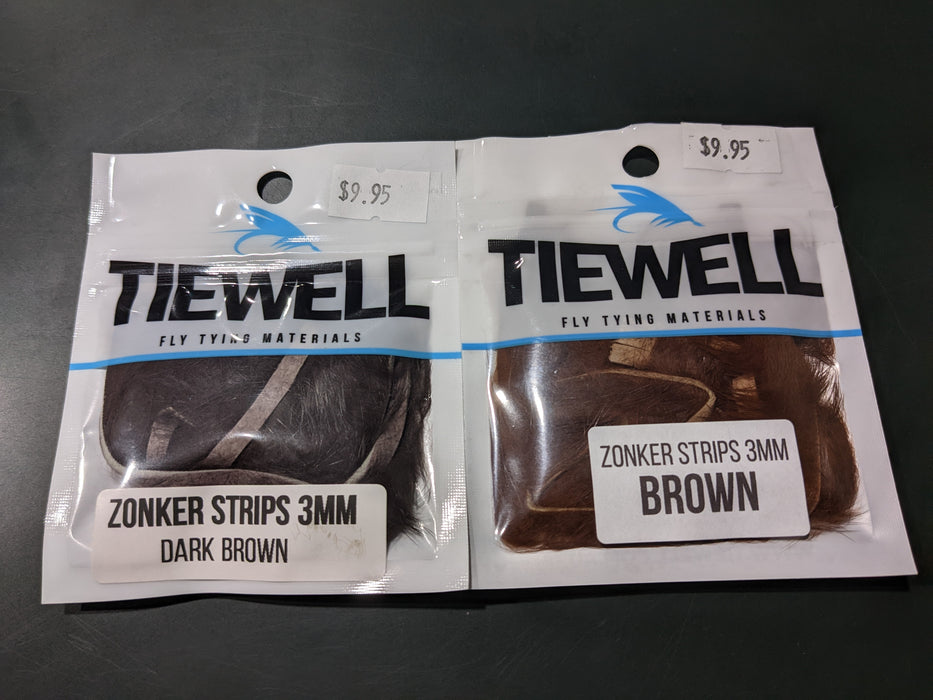 $9.95
TIEWELL
FLY TYING MATERIALS
ZONKER STRIPS 3MM
DARK BROWN
$9.95
TIEWELL
FLY TYING MATERIALS
ZONKER STRIPS 3MM
BROWN